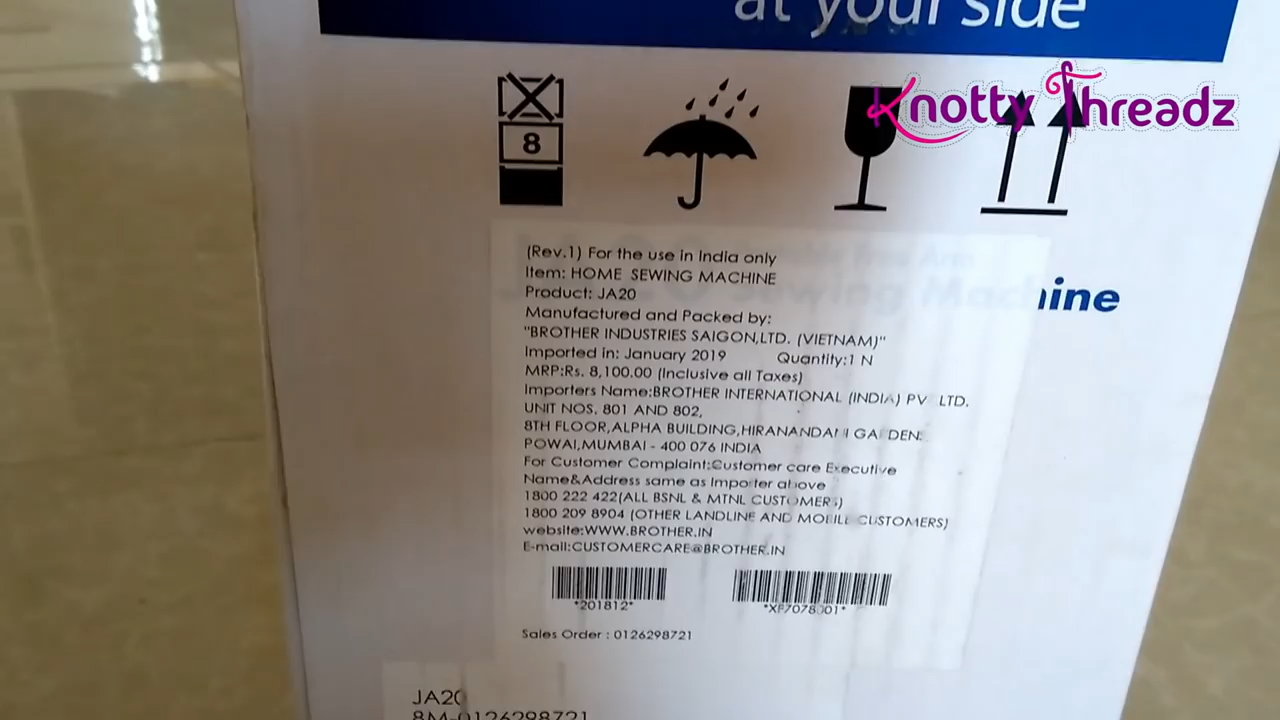 at your side
Knotty Threadz
8
(Rev.1) For the use in India only
Item: HOME SEWING MACHINE
Product: JA20
Manufactured and Packed by:
"BROTHER INDUSTRIES SAIGON,LTD. (VIETNAM)"
Imported in: January 2019 Quantity:1 N
MRP:Rs. 8,100.00 (Inclusive all Taxes)
Importers Name:BROTHER INTERNATIONAL (INDIA) PV LTD.
UNIT NOS. 801 AND 802,
8TH FLOOR,ALPHA BUILDING,HIRANANDANI
POWAI,MUMBAI - 400 076 INDIA
For Customer Complaint:Customer care Executive
Name&Address same as Importer above
1800 222 422(ALL BSNL & MTNL CUSTOMERS)
1800 209 8904 (OTHER LANDLINE AND MOBILE CUSTOMERS)
website:WWW.BROTHER.IN
E-mail:CUSTOMERCARE@BROTHER.IN
*201812*
Sales Order : 0126298721
Sewing Machine
JA20
8M-0126298721